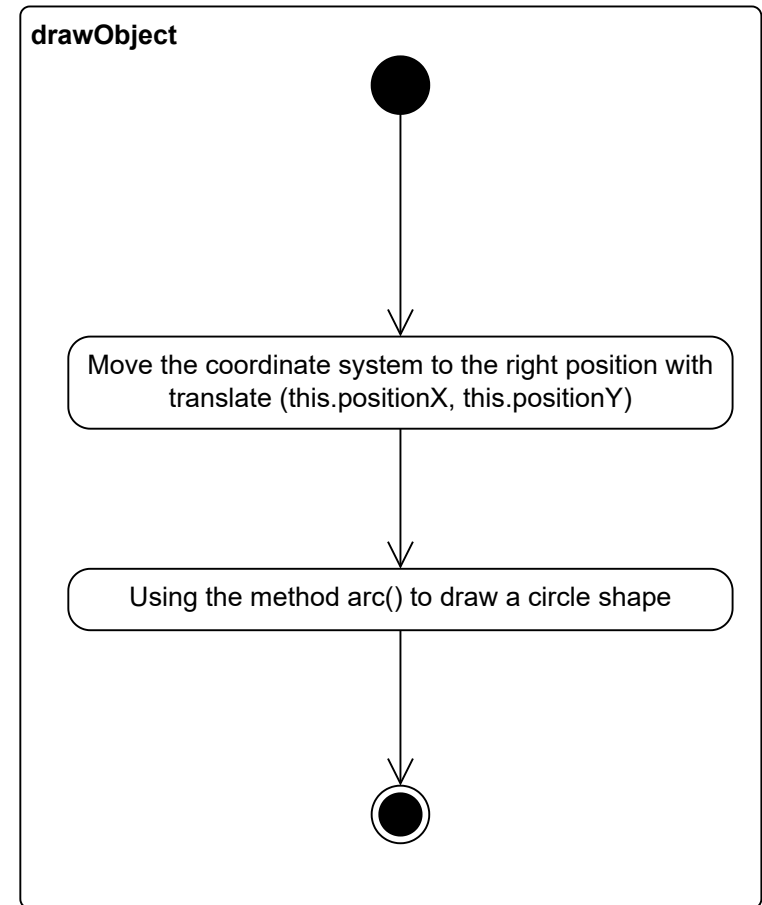 drawObject
Move the coordinate system to the right position with
translate (this.positionX, this.positionY)
Using the method arc() to draw a circle shape